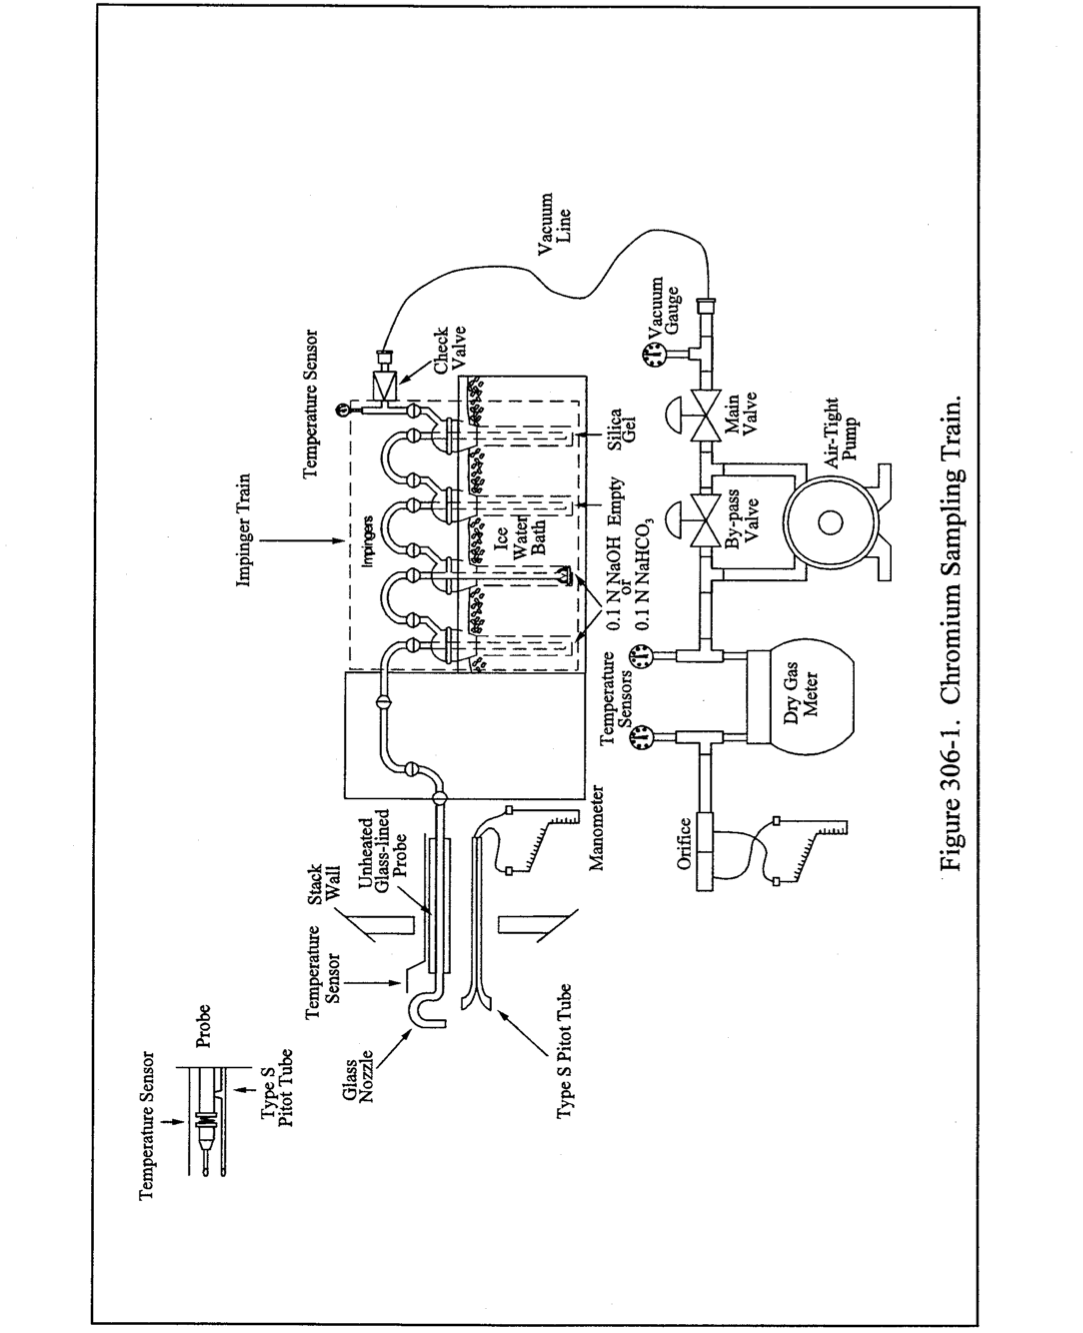 Temperature Sensor
Probe
Type S
Pitot Tube
Impinger Train
Temperature Sensor
Impingers
Check
Valve
Vacuum
Line
Stack
Wall
Temperature
Sensor
Unheated
Glass-lined
Probe
Glass
Nozzle
Ice
Water
Bath
Type S Pitot Tube
Manometer
0.1 N NaOH
or
0.1 N NaHCO3
Empty
Silica
Gel
Temperature
Sensors
Vacuum
Gauge
Orifice
Dry Gas
Meter
By-pass
Valve
Main
Valve
Air-Tight
Pump
Figure 306-1. Chromium Sampling Train.